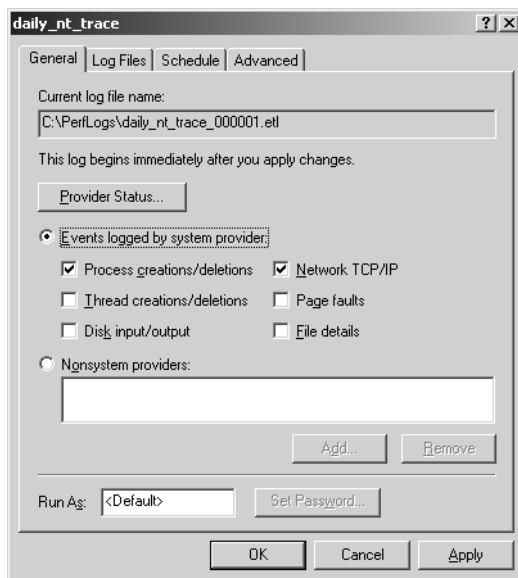 daily_nt_trace
General Log Files Schedule Advanced
Current log file name:
C:\PerfLogs\daily_nt_trace_000001.etl
This log begins immediately after you apply changes.
Provider Status...
Events logged by system provider:
Process creations/deletions Network TCP/IP
Thread creations/deletions Page faults
Disk input/output File details
Nonsystem providers:
Add... Remove
Run As: <Default> Set Password...
OK Cancel Apply